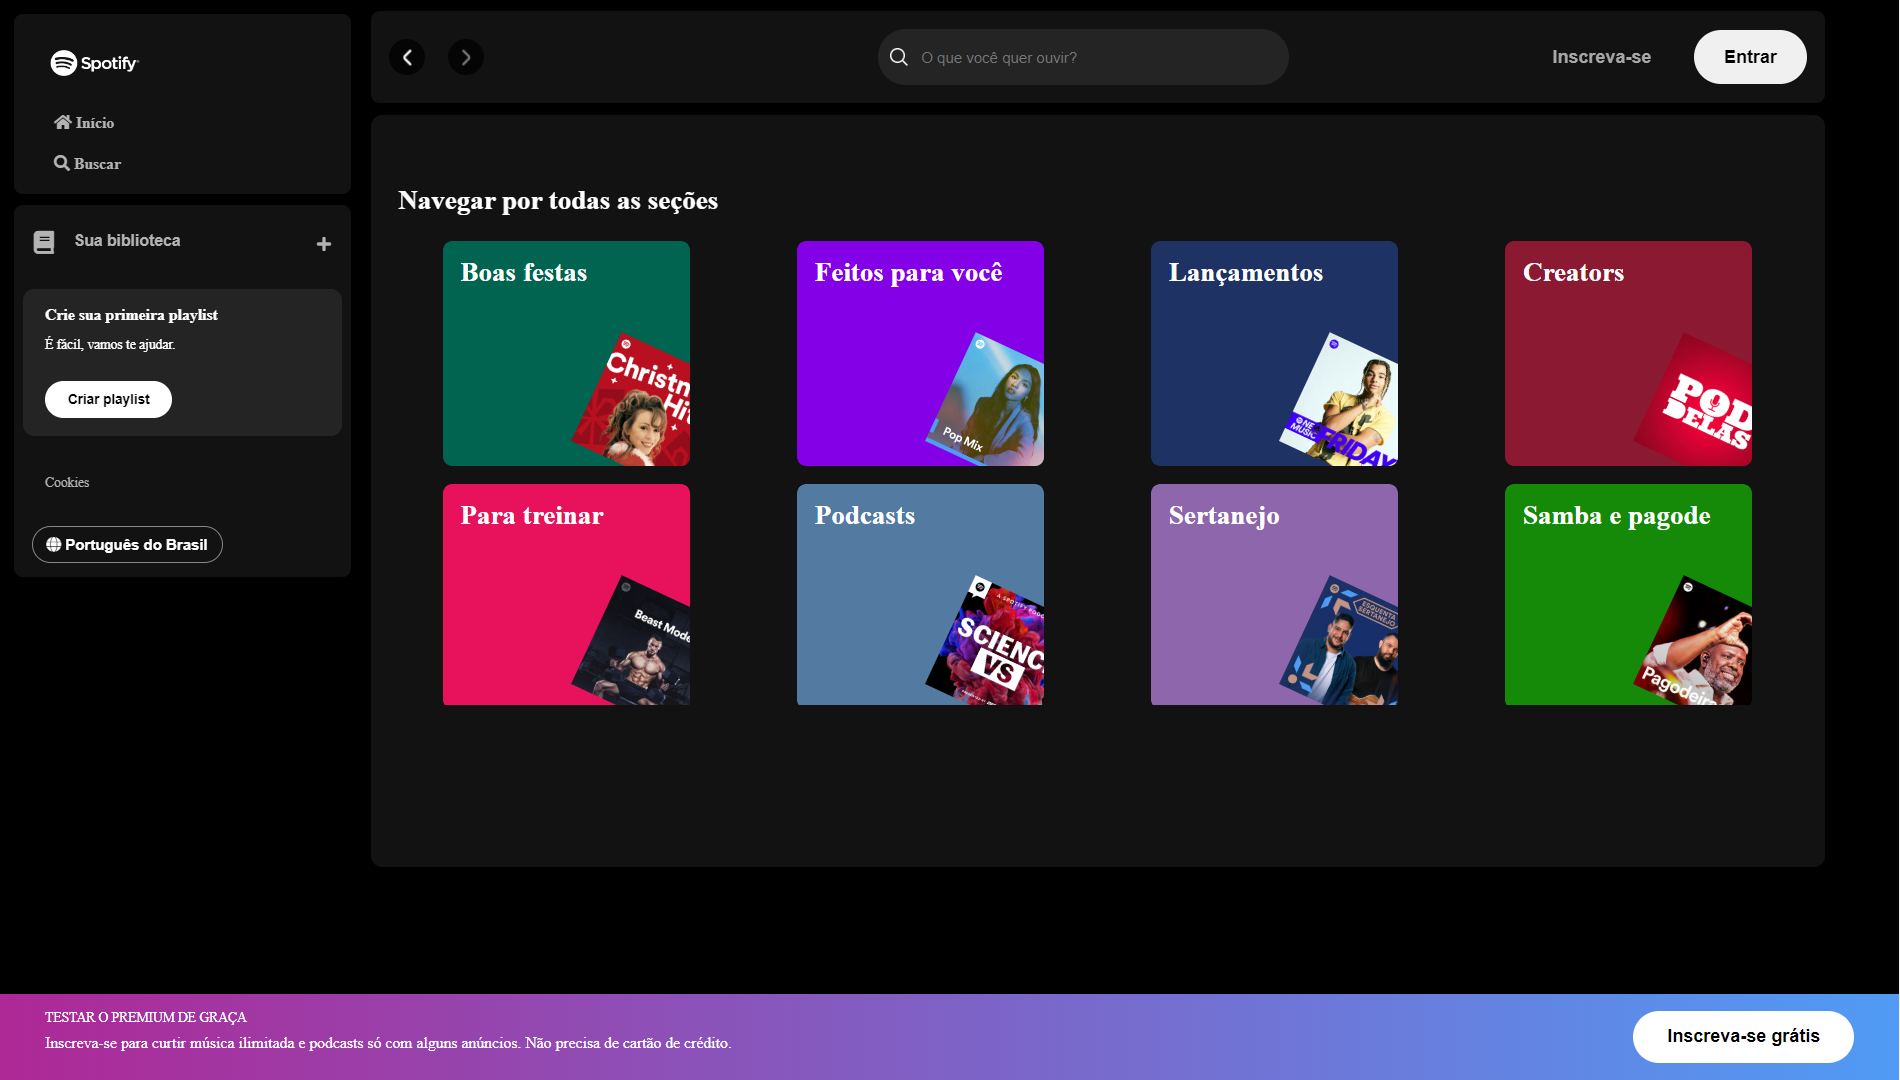 Spotify
Início
Buscar
Sua biblioteca
Crie sua primeira playlist
É fácil, vamos te ajudar.
Criar playlist
Cookies
Português do Brasil
O que você quer ouvir?
Inscreva-se
Entrar
Navegar por todas as seções
Boas festas
Feitos para você
Lançamentos
Creators
Christm
Hit
Pop Mix
NE
MUSIC
FRIDAY
POD
DELAS
Para treinar
Podcasts
Sertanejo
Samba e pagode
Beast Mode
A SPOTIFY
SCIENC
VS
ESQUENTA
SERTANEJO
Pagodeira
TESTAR O PREMIUM DE GRAÇA
Inscreva-se para curtir música ilimitada e podcasts só com alguns anúncios. Não precisa de cartão de crédito.
Inscreva-se grátis